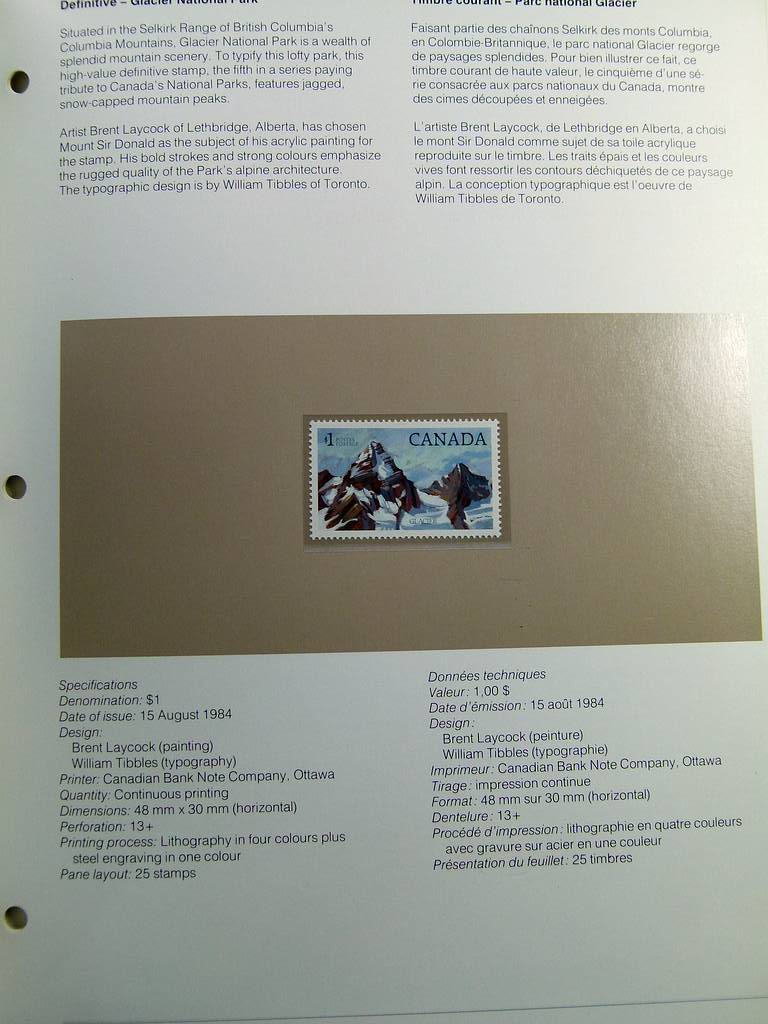 Definitive – Glacier National Park
Situated in the Selkirk Range of British Columbia's
Columbia Mountains, Glacier National Park is a wealth of
splendid mountain scenery. To typify this lofty park, this
high-value definitive stamp, the fifth in a series paying
tribute to Canada's National Parks, features jagged,
snow-capped mountain peaks.
Artist Brent Laycock of Lethbridge, Alberta, has chosen
Mount Sir Donald as the subject of his acrylic painting for
the stamp. His bold strokes and strong colours emphasize
the rugged quality of the Park's alpine architecture.
The typographic design is by William Tibbles of Toronto.
Timbre courant – Parc national Glacier
Faisant partie des chaînons Selkirk des monts Columbia,
en Colombie-Britannique, le parc national Glacier regorge
de paysages splendides. Pour bien illustrer ce fait, ce
timbre courant de haute valeur, le cinquième d'une sé-
rie consacrée aux parcs nationaux du Canada, montre
des cimes découpées et enneigées.
L'artiste Brent Laycock, de Lethbridge en Alberta, a choisi
le mont Sir Donald comme sujet de sa toile acrylique
reproduite sur le timbre. Les traits épais et les couleurs
vives font ressortir les contours déchiquetés de ce paysage
alpin. La conception typographique est l'oeuvre de
William Tibbles de Toronto.
$1 POSTES POSTAGE CANADA
GLACIER
Specifications
Denomination: $1
Date of issue: 15 August 1984
Design:
Brent Laycock (painting)
William Tibbles (typography)
Printer: Canadian Bank Note Company, Ottawa
Quantity: Continuous printing
Dimensions: 48 mm x 30 mm (horizontal)
Perforation: 13+
Printing process: Lithography in four colours plus
steel engraving in one colour
Pane layout: 25 stamps
Données techniques
Valeur: 1,00 $
Date d'émission: 15 août 1984
Design:
Brent Laycock (peinture)
William Tibbles (typographie)
Imprimeur: Canadian Bank Note Company, Ottawa
Tirage: impression continue
Format: 48 mm sur 30 mm (horizontal)
Dentelure: 13+
Procédé d'impression: lithographie en quatre couleurs
avec gravure sur acier en une couleur
Présentation du feuillet: 25 timbres